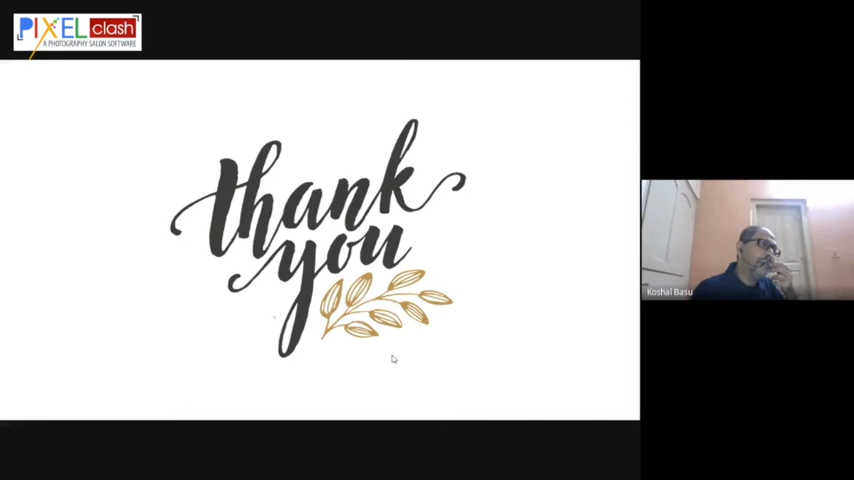 PIXEL clash
A PHOTOGRAPHY SALON SOFTWARE
thank
you
Koshal Basu